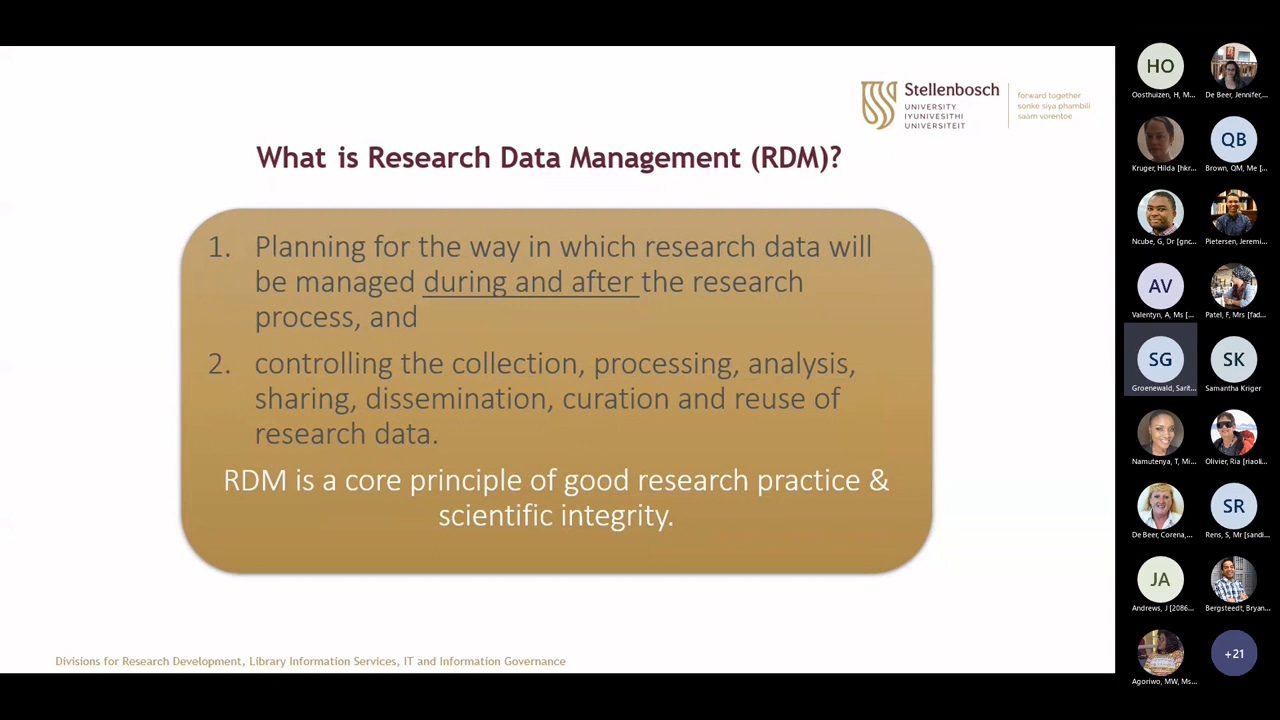 Stellenbosch
UNIVERSITY
IYUNIVESITHI
UNIVERSITEIT
forward together
sonke siya phambili
saam vorentoe
What is Research Data Management (RDM)?
1. Planning for the way in which research data will
be managed during and after the research
process, and
2. controlling the collection, processing, analysis,
sharing, dissemination, curation and reuse of
research data.
RDM is a core principle of good research practice &
scientific integrity.
Divisions for Research Development, Library Information Services, IT and Information Governance
HO
Oosthuizen, H, M...
De Beer, Jennifer,...
Kruger, Hilda [hkr...
QB
Brown, QM, Me [...
Ncube, G, Dr [gnc...
Pietersen, Jeremi...
AV
Valentyn, A, Ms [...
Patel, F, Mrs [fad...
SG
Groenewald, Sarit...
SK
Samantha Kriger
Namutenya, T, Mi...
Olivier, Ria [riaoli...
De Beer, Corena,...
SR
Rens, S, Mr [sandi...
JA
Andrews, J [2086...
Bergsteedt, Bryan...
Agoriwo, MW, Ms...
+21